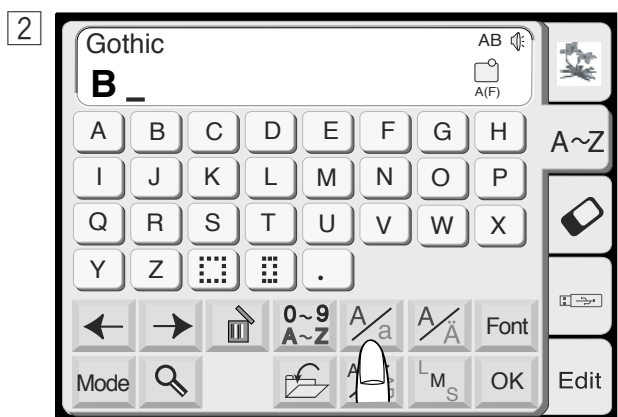 2
Gothic AB
B _ A(F)
A B C D E F G H
A~Z
I J K L M N O P
Q R S T U V W X
Y Z .
0~9
A~Z
A/a A/Ä Font
Mode L M S OK Edit